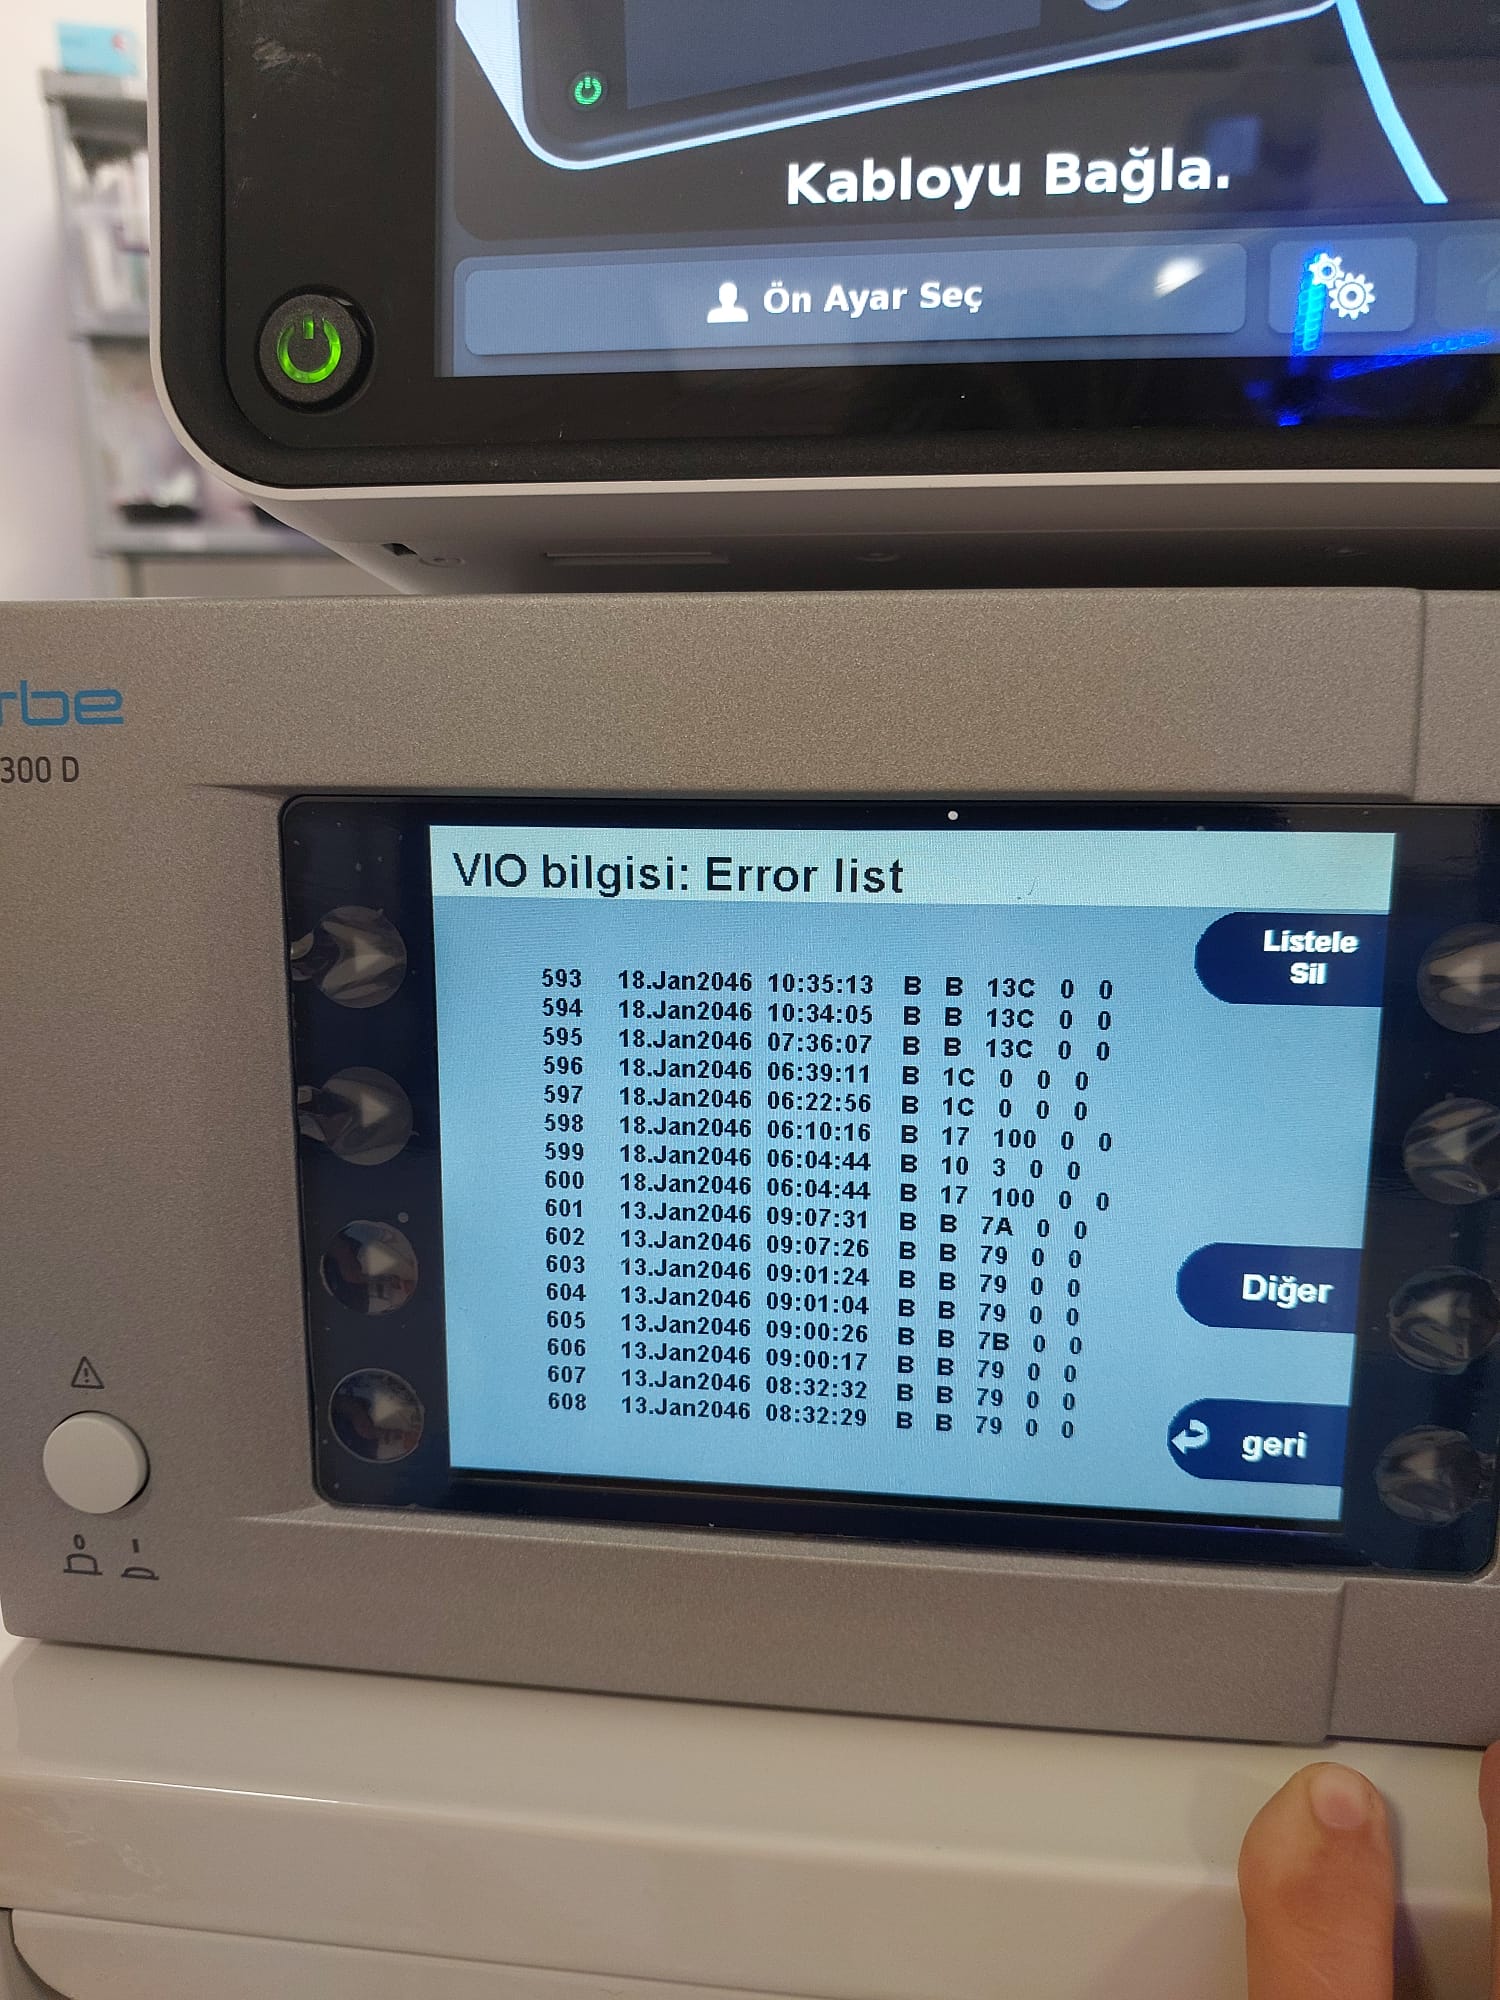 Kabloyu Bağla.
Ön Ayar Seç
rbe
300 D
VIO bilgisi: Error list
Listele
Sil
593 18.Jan2046 10:35:13 B B 13C 0 0
594 18.Jan2046 10:34:05 B B 13C 0 0
595 18.Jan2046 07:36:07 B B 13C 0 0
596 18.Jan2046 06:39:11 B 1C 0 0 0
597 18.Jan2046 06:22:56 B 1C 0 0 0
598 18.Jan2046 06:10:16 B 17 100 0 0
599 18.Jan2046 06:04:44 B 10 3 0 0
600 18.Jan2046 06:04:44 B 17 100 0 0
601 13.Jan2046 09:07:31 B B 7A 0 0
602 13.Jan2046 09:07:26 B B 79 0 0
603 13.Jan2046 09:01:24 B B 79 0 0
604 13.Jan2046 09:01:04 B B 79 0 0
605 13.Jan2046 09:00:26 B B 7B 0 0
606 13.Jan2046 09:00:17 B B 79 0 0
607 13.Jan2046 08:32:32 B B 79 0 0
608 13.Jan2046 08:32:29 B B 79 0 0
Diğer
geri